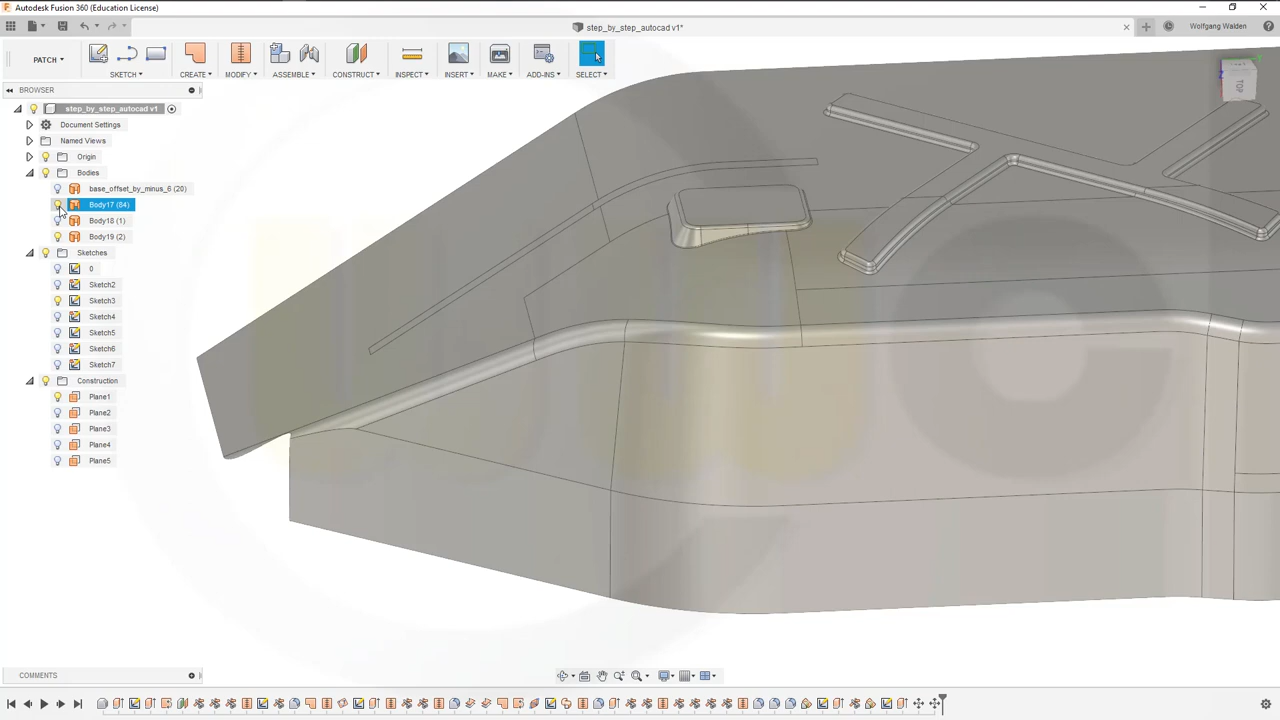 Autodesk Fusion 360 (Education License)
step_by_step_autocad v1*
Wolfgang Walden
PATCH
SKETCH
CREATE
MODIFY
ASSEMBLE
CONSTRUCT
INSPECT
INSERT
MAKE
ADD-INS
SELECT
BROWSER
step_by_step_autocad v1
Document Settings
Named Views
Origin
Bodies
base_offset_by_minus_6 (20)
Body17 (84)
Body18 (1)
Body19 (2)
Sketches
0
Sketch2
Sketch3
Sketch4
Sketch5
Sketch6
Sketch7
Construction
Plane1
Plane2
Plane3
Plane4
Plane5
TOP
Z
COMMENTS